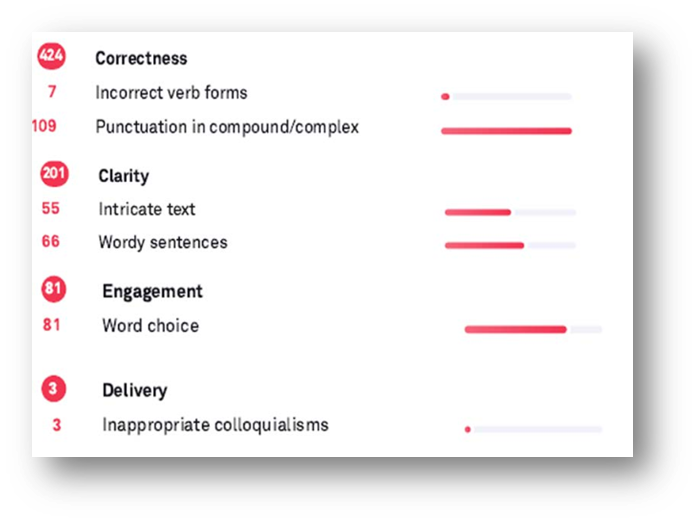 424 Correctness
7 Incorrect verb forms
109 Punctuation in compound/complex
201 Clarity
55 Intricate text
66 Wordy sentences
81 Engagement
81 Word choice
3 Delivery
3 Inappropriate colloquialisms